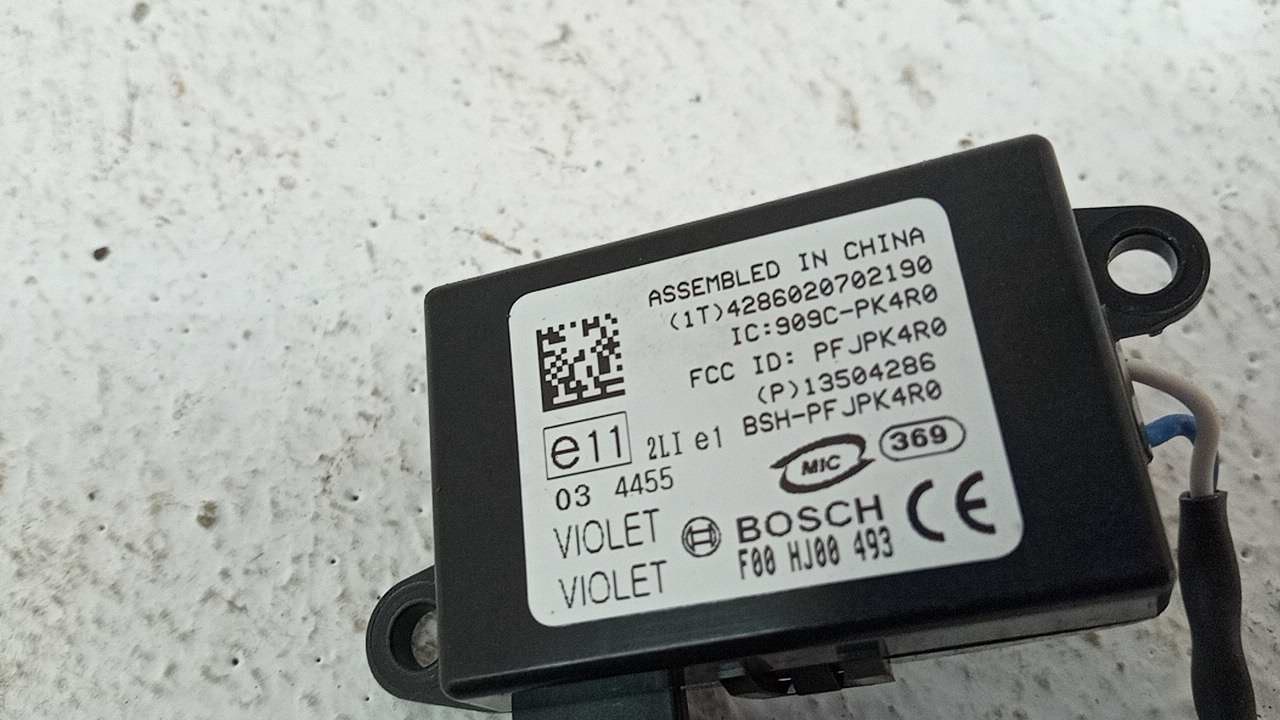 ASSEMBLED IN CHINA
(1T)4286020702190
IC:909C-PK4R0
FCC ID: PFJPK4R0
(P)13504286
BSH-PFJPK4R0
e11 2LI e1
03 4455
MIC 369
VIOLET
BOSCH CE
F00 HJ00 493
VIOLET